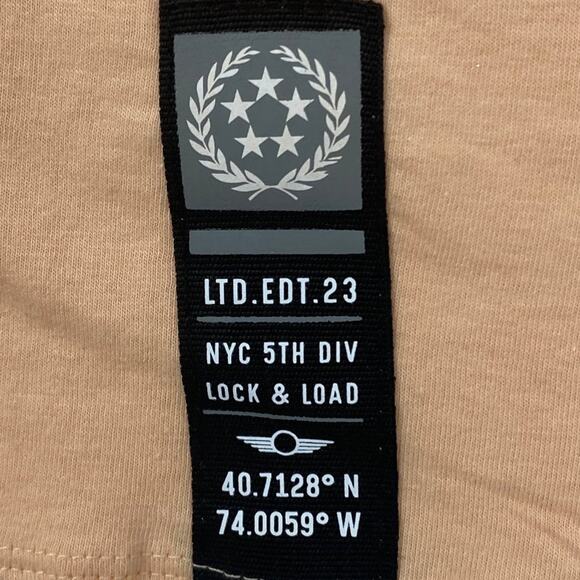 LTD.EDT.23
NYC 5TH DIV
LOCK & LOAD
40.7128° N
74.0059° W